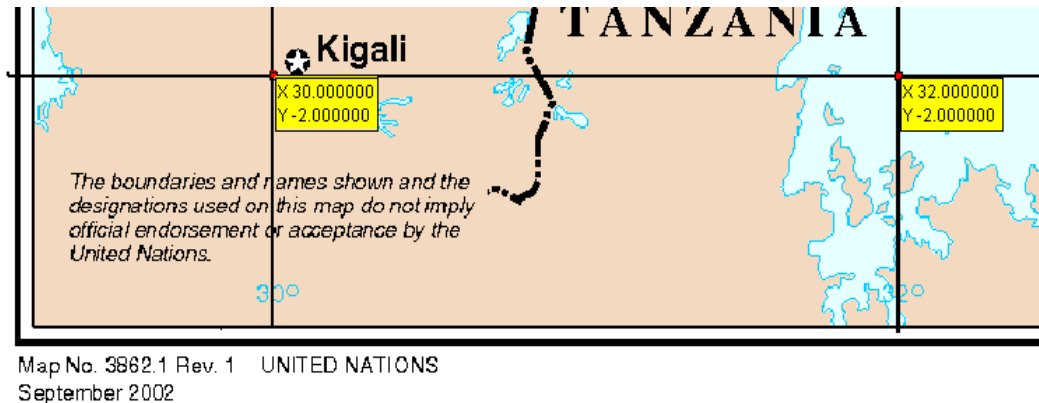 TANZANIA
Kigali
X 30.000000
Y -2.000000
X 32.000000
Y -2.000000
The boundaries and names shown and the
designations used on this map do not imply
official endorsement or acceptance by the
United Nations.
30°
32°
Map No. 3862.1 Rev. 1 UNITED NATIONS
September 2002